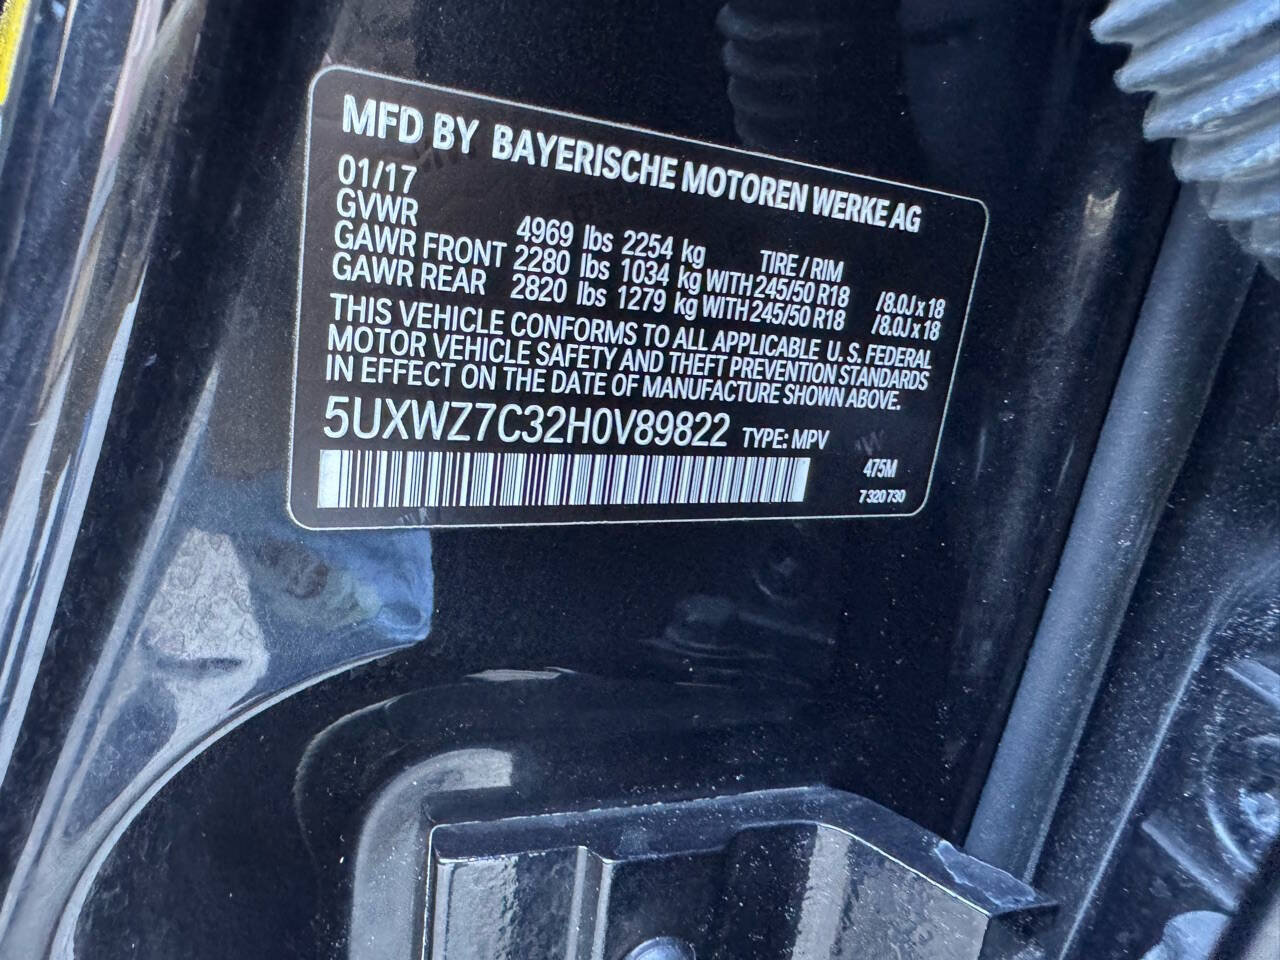 MFD BY BAYERISCHE MOTOREN WERKE AG
01/17
GVWR 4969 lbs 2254 kg TIRE / RIM
GAWR FRONT 2280 lbs 1034 kg WITH 245/50 R18 /8.0J x 18
GAWR REAR 2820 lbs 1279 kg WITH 245/50 R18 /8.0J x 18
THIS VEHICLE CONFORMS TO ALL APPLICABLE U.S. FEDERAL
MOTOR VEHICLE SAFETY AND THEFT PREVENTION STANDARDS
IN EFFECT ON THE DATE OF MANUFACTURE SHOWN ABOVE.
5UXWZ7C32H0V89822 TYPE: MPV
475M
7 320 730